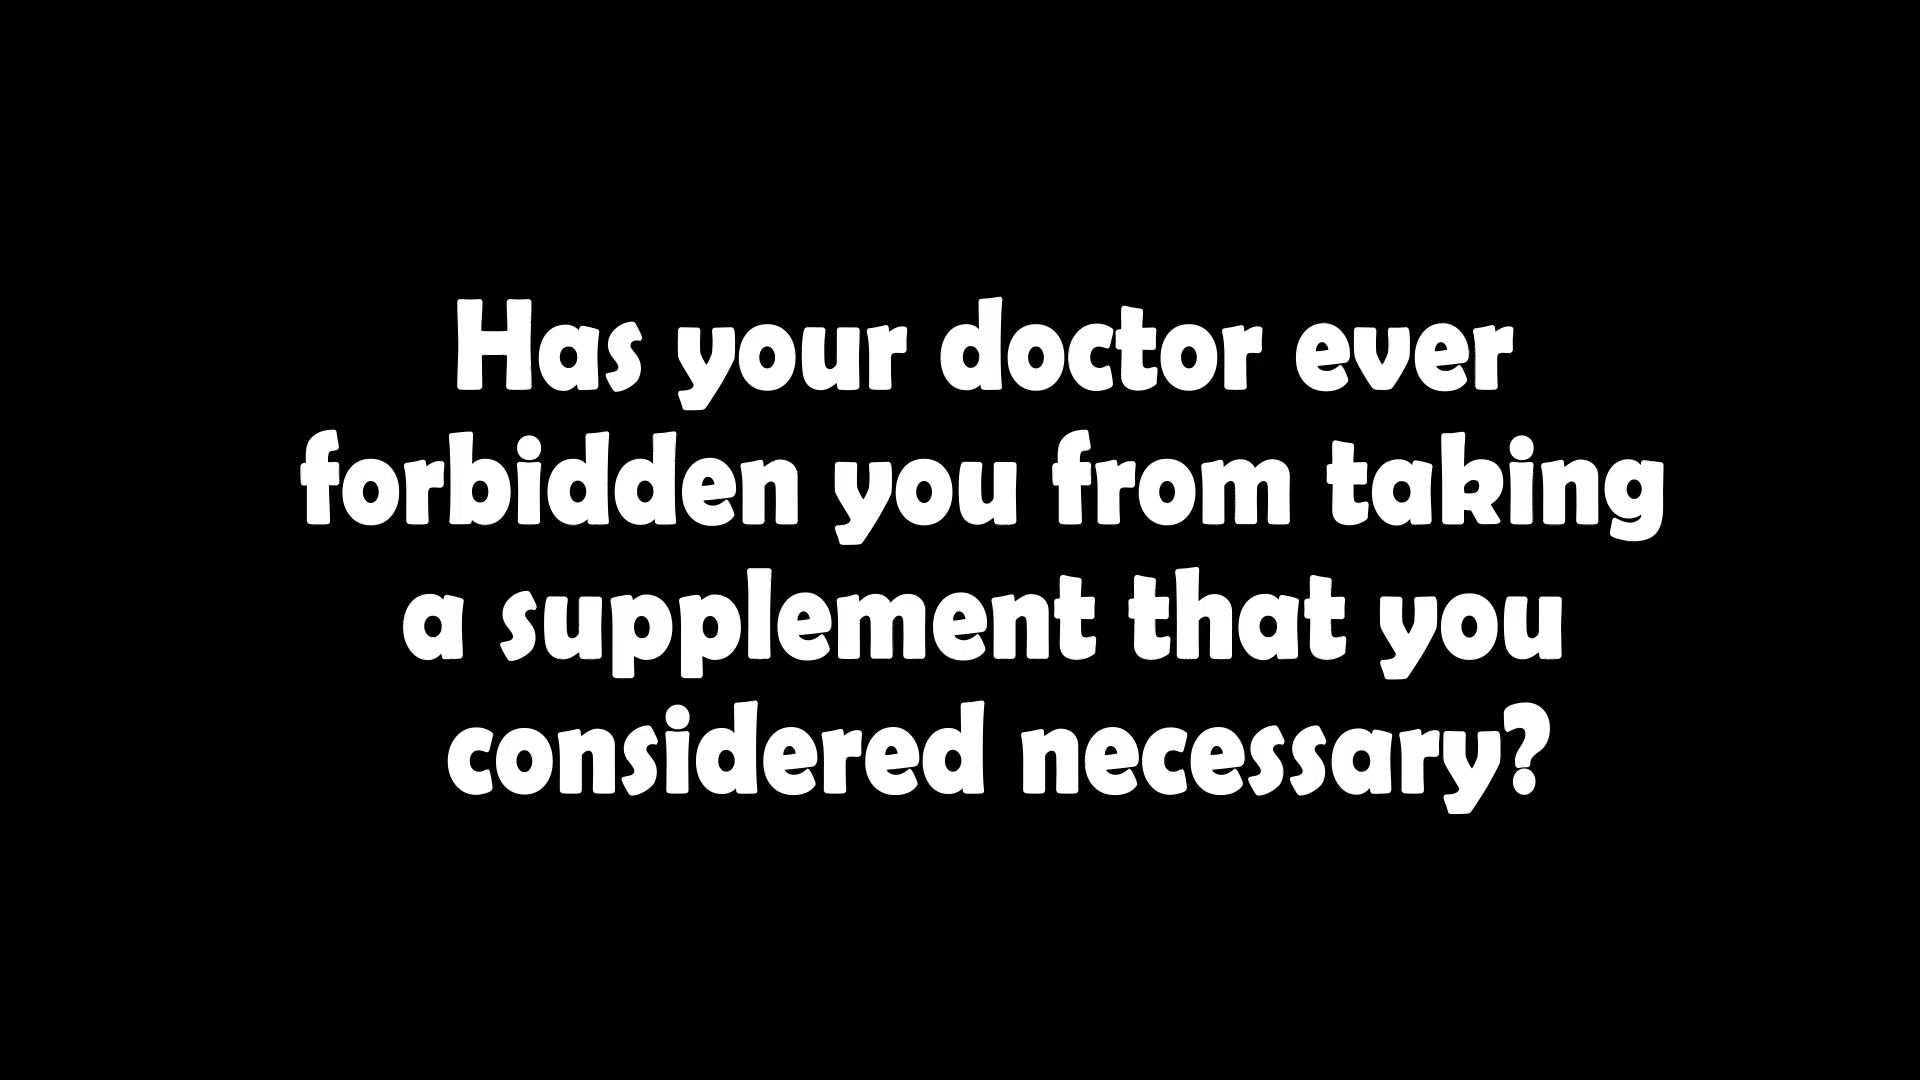 Has your doctor ever
forbidden you from taking
a supplement that you
considered necessary?